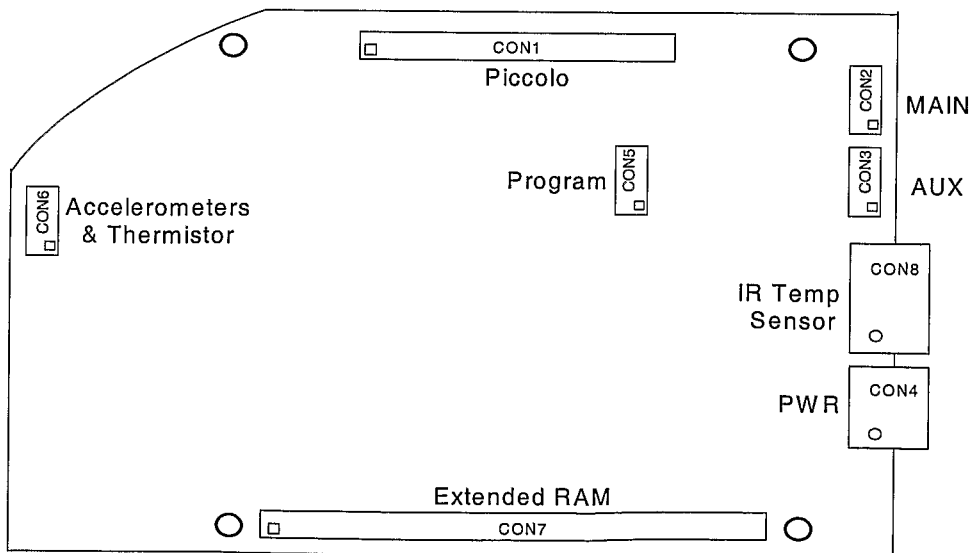 CON1
Piccolo
CON2
MAIN
CON5
Program
CON3
AUX
CON6
Accelerometers
& Thermistor
CON8
IR Temp
Sensor
CON4
PWR
Extended RAM
CON7